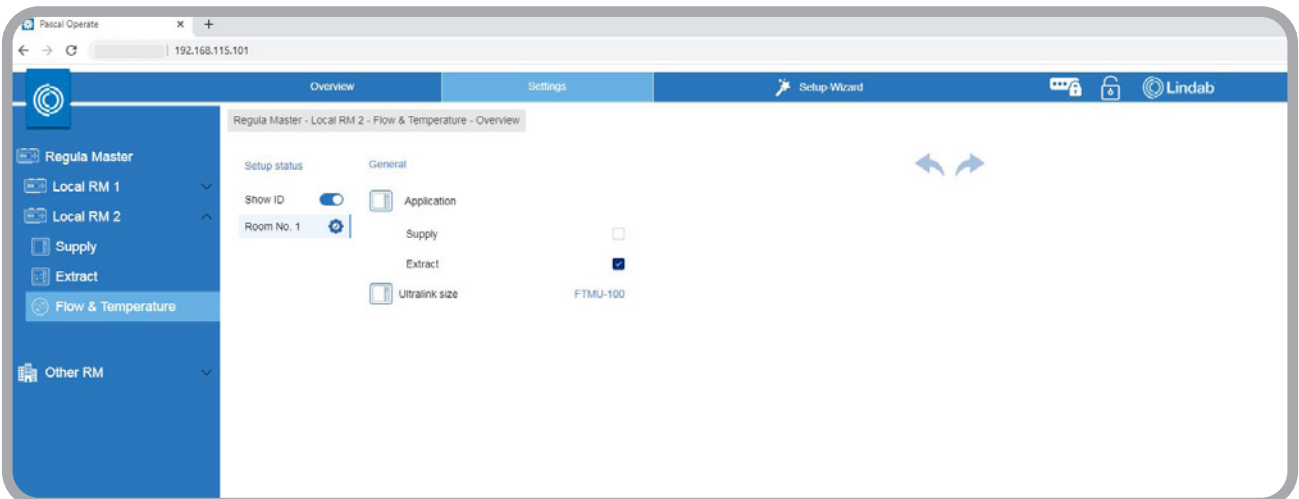 Pascal Operate
192.168.115.101
Overview
Settings
Setup-Wizard
Lindab
Regula Master - Local RM 2 - Flow & Temperature - Overview
Regula Master
Local RM 1
Local RM 2
Supply
Extract
Flow & Temperature
Other RM
Setup status
Show ID
Room No. 1
General
Application
Supply
Extract
Ultralink size
FTMU-100